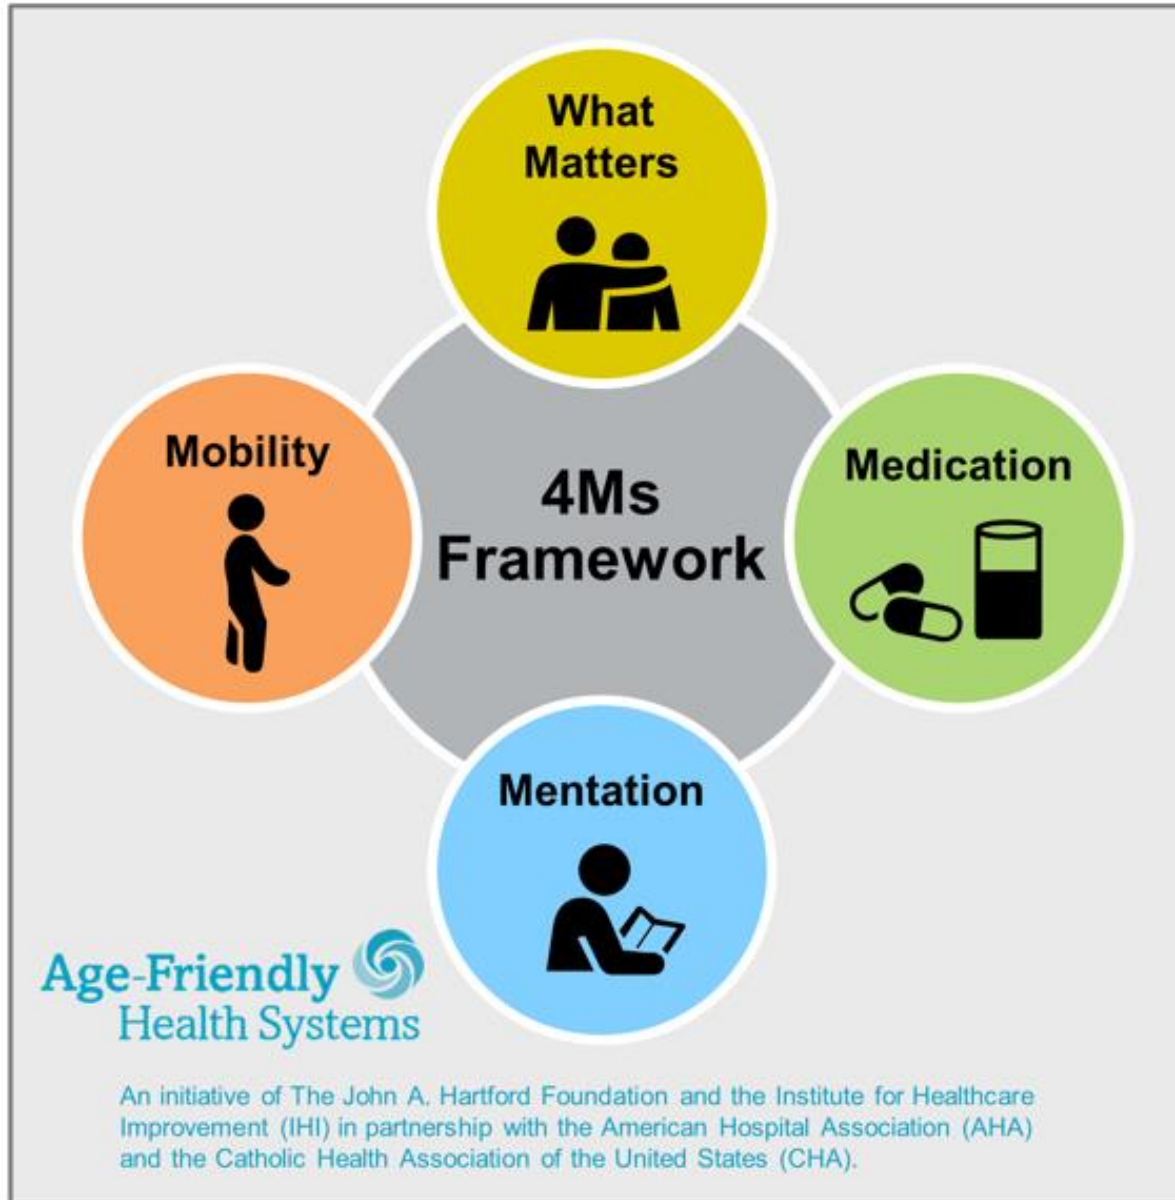 What
Matters
Mobility
4Ms
Framework
Medication
Mentation
Age-Friendly
Health Systems
An initiative of The John A. Hartford Foundation and the Institute for Healthcare
Improvement (IHI) in partnership with the American Hospital Association (AHA)
and the Catholic Health Association of the United States (CHA).